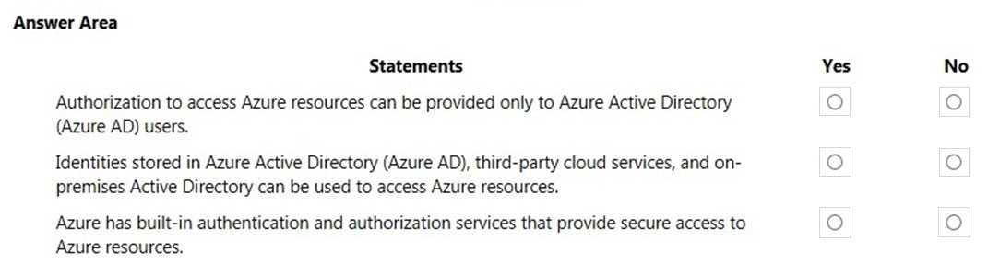 Answer Area
Statements Yes No
Authorization to access Azure resources can be provided only to Azure Active Directory
(Azure AD) users.
Identities stored in Azure Active Directory (Azure AD), third-party cloud services, and on-
premises Active Directory can be used to access Azure resources.
Azure has built-in authentication and authorization services that provide secure access to
Azure resources.